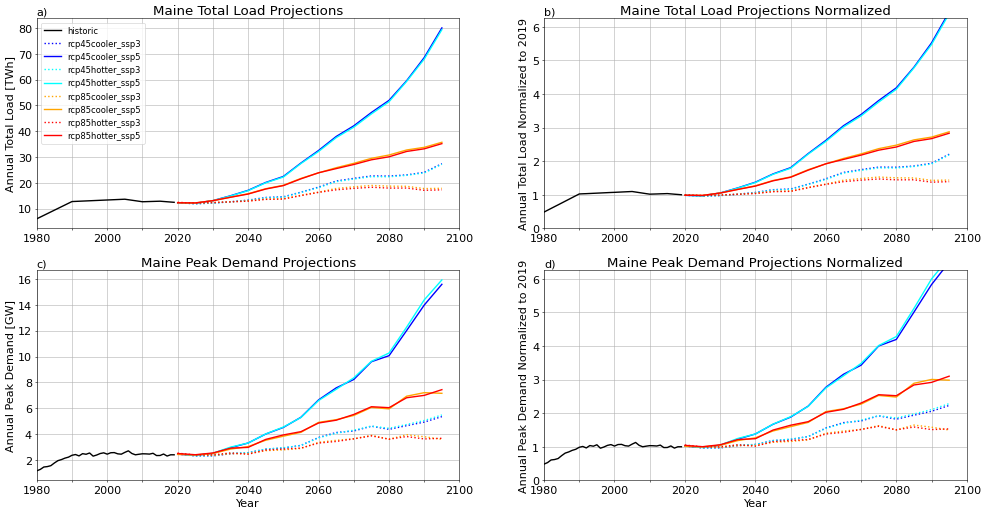 a)
Maine Total Load Projections
Annual Total Load [TWh]
80
70
60
50
40
30
20
10
historic
rcp45cooler_ssp3
rcp45cooler_ssp5
rcp45hotter_ssp3
rcp45hotter_ssp5
rcp85cooler_ssp3
rcp85cooler_ssp5
rcp85hotter_ssp3
rcp85hotter_ssp5
1980 2000 2020 2040 2060 2080 2100
b)
Maine Total Load Projections Normalized
Annual Total Load Normalized to 2019
6
5
4
3
2
1
0
1980 2000 2020 2040 2060 2080 2100
c)
Maine Peak Demand Projections
Annual Peak Demand [GW]
16
14
12
10
8
6
4
2
1980 2000 2020 2040 2060 2080 2100
Year
d)
Maine Peak Demand Projections Normalized
Annual Peak Demand Normalized to 2019
6
5
4
3
2
1
0
1980 2000 2020 2040 2060 2080 2100
Year